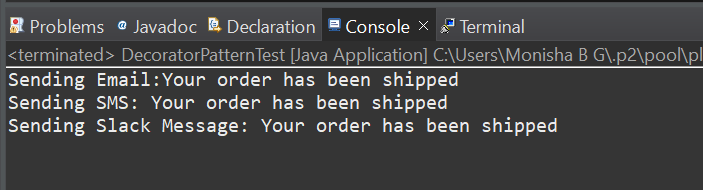 Problems @ Javadoc Declaration Console × Terminal
<terminated> DecoratorPatternTest [Java Application] C:\Users\Monisha B G\.p2\pool\pl
Sending Email:Your order has been shipped
Sending SMS: Your order has been shipped
Sending Slack Message: Your order has been shipped